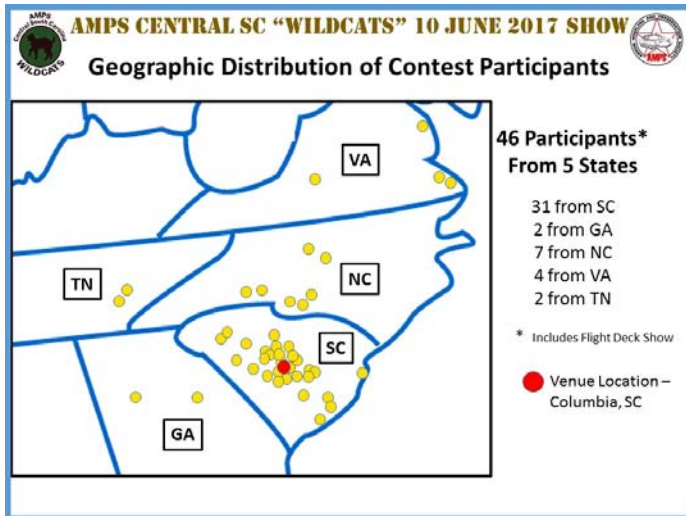 AMPS CENTRAL SC “WILDCATS” 10 JUNE 2017 SHOW
AMPS
Central South Carolina
WILDCATS
AMPS
Geographic Distribution of Contest Participants
VA
TN
NC
SC
GA
46 Participants*
From 5 States
31 from SC
2 from GA
7 from NC
4 from VA
2 from TN
* Includes Flight Deck Show
Venue Location –
Columbia, SC